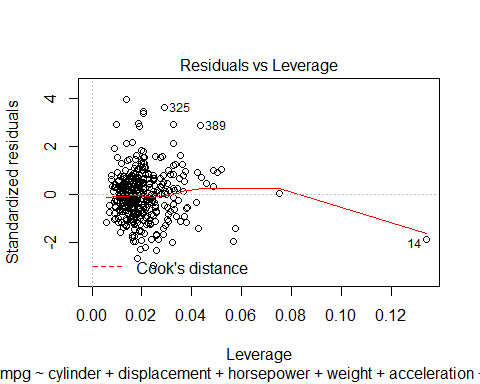 Residuals vs Leverage
Standardized residuals
4
2
0
-2
325
389
14
Cook's distance
0.00 0.02 0.04 0.06 0.08 0.10 0.12
Leverage
mpg ~ cylinder + displacement + horsepower + weight + acceleration +